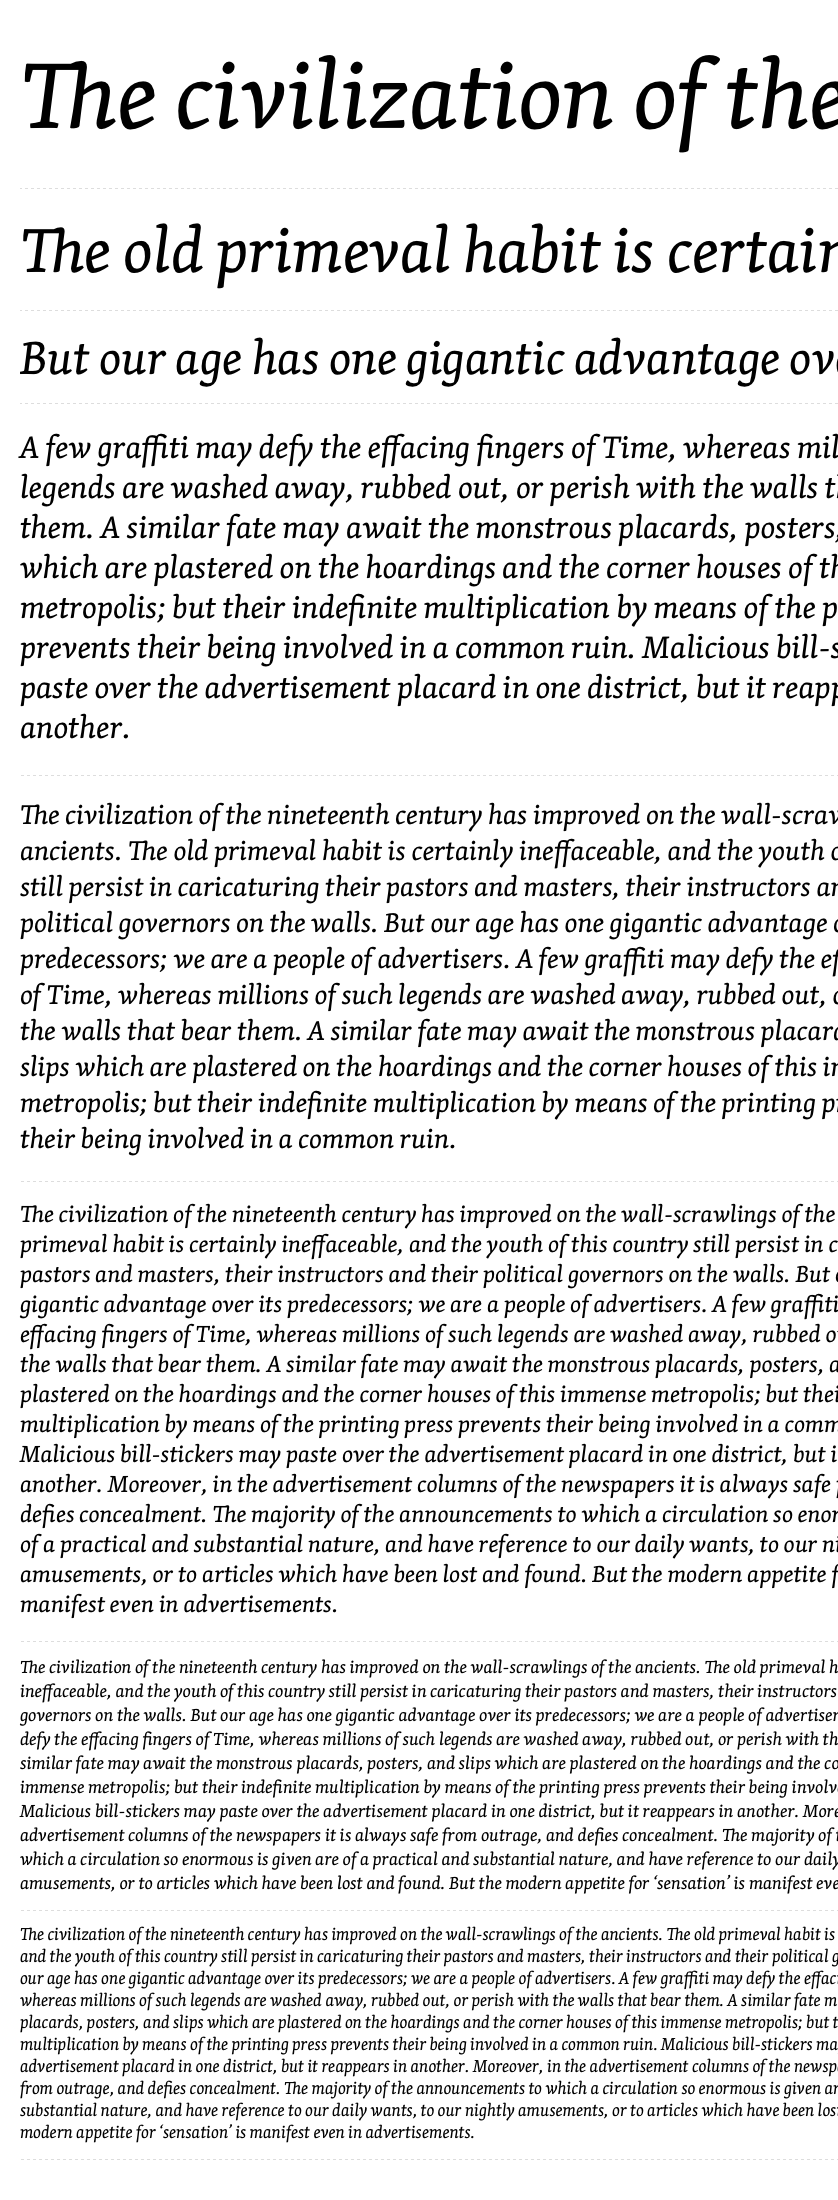 The civilization of the
The old primeval habit is
But our age has one gigantic advantage
A few graffiti may defy the effacing fingers of Time, whereas
legends are washed away, rubbed out, or perish with the walls
them. A similar fate may await the monstrous placards, posters,
which are plastered on the hoardings and the corner houses of
metropolis; but their indefinite multiplication by means of the
prevents their being involved in a common ruin. Malicious
paste over the advertisement placard in one district, but it
another.
The civilization of the nineteenth century has improved on the
ancients. The old primeval habit is certainly ineffaceable, and the youth
still persist in caricaturing their pastors and masters, their instructors
political governors on the walls. But our age has one gigantic advantage
predecessors; we are a people of advertisers. A few graffiti may defy the
of Time, whereas millions of such legends are washed away, rubbed out,
the walls that bear them. A similar fate may await the monstrous
slips which are plastered on the hoardings and the corner houses of this
metropolis; but their indefinite multiplication by means of the printing
their being involved in a common ruin.
The civilization of the nineteenth century has improved on the wall-scrawlings of the
primeval habit is certainly ineffaceable, and the youth of this country still persist in
pastors and masters, their instructors and their political governors on the walls. But
gigantic advantage over its predecessors; we are a people of advertisers. A few graffiti
effacing fingers of Time, whereas millions of such legends are washed away, rubbed
the walls that bear them. A similar fate may await the monstrous placards, posters,
plastered on the hoardings and the corner houses of this immense metropolis; but
multiplication by means of the printing press prevents their being involved in a
Malicious bill-stickers may paste over the advertisement placard in one district, but
another. Moreover, in the advertisement columns of the newspapers it is always safe
defies concealment. The majority of the announcements to which a circulation so
of a practical and substantial nature, and have reference to our daily wants, to our
amusements, or to articles which have been lost and found. But the modern appetite
manifest even in advertisements.
The civilization of the nineteenth century has improved on the wall-scrawlings of the ancients. The old primeval
ineffaceable, and the youth of this country still persist in caricaturing their pastors and masters, their instructors
governors on the walls. But our age has one gigantic advantage over its predecessors; we are a people of
defy the effacing fingers of Time, whereas millions of such legends are washed away, rubbed out, or perish with
similar fate may await the monstrous placards, posters, and slips which are plastered on the hoardings and the
immense metropolis; but their indefinite multiplication by means of the printing press prevents their being
Malicious bill-stickers may paste over the advertisement placard in one district, but it reappears in another.
advertisement columns of the newspapers it is always safe from outrage, and defies concealment. The majority of
which a circulation so enormous is given are of a practical and substantial nature, and have reference to our daily
amusements, or to articles which have been lost and found. But the modern appetite for ‘sensation’ is manifest
The civilization of the nineteenth century has improved on the wall-scrawlings of the ancients. The old primeval habit is
and the youth of this country still persist in caricaturing their pastors and masters, their instructors and their political
our age has one gigantic advantage over its predecessors; we are a people of advertisers. A few graffiti may defy the
whereas millions of such legends are washed away, rubbed out, or perish with the walls that bear them. A similar fate
placards, posters, and slips which are plastered on the hoardings and the corner houses of this immense metropolis; but
multiplication by means of the printing press prevents their being involved in a common ruin. Malicious bill-stickers
advertisement placard in one district, but it reappears in another. Moreover, in the advertisement columns of the
from outrage, and defies concealment. The majority of the announcements to which a circulation so enormous is given
substantial nature, and have reference to our daily wants, to our nightly amusements, or to articles which have been
modern appetite for ‘sensation’ is manifest even in advertisements.